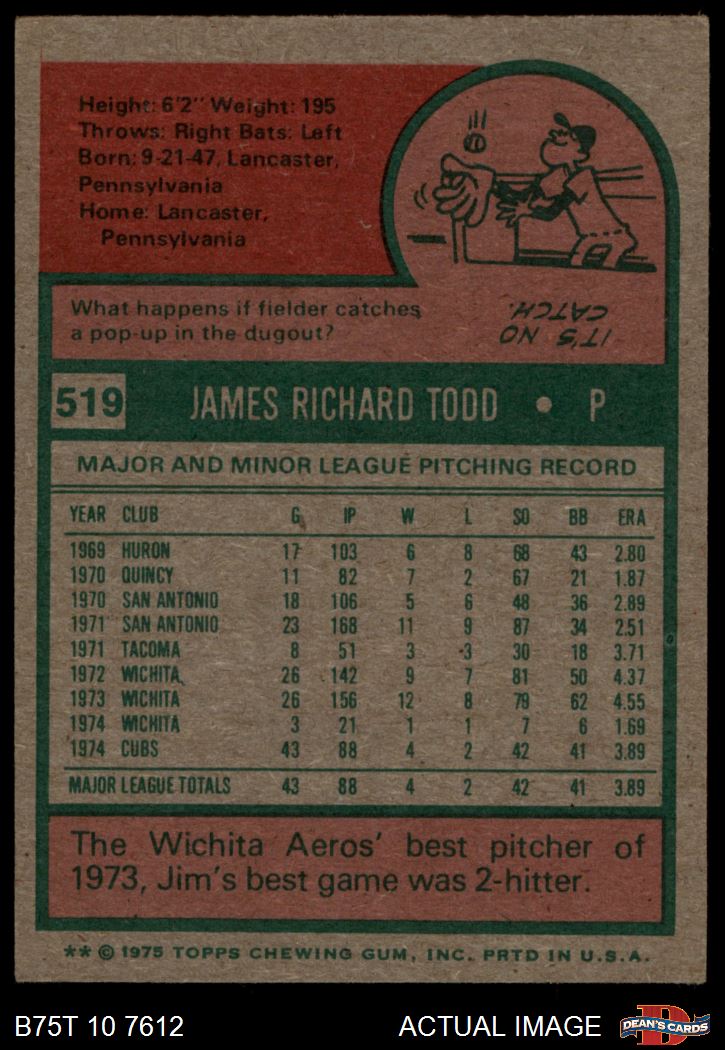 Height: 6'2" Weight: 195
Throws: Right Bats: Left
Born: 9-21-47, Lancaster,
Pennsylvania
Home: Lancaster,
Pennsylvania
What happens if fielder catches
a pop-up in the dugout?
IT'S NO
CATCH.
519 JAMES RICHARD TODD • P
MAJOR AND MINOR LEAGUE PITCHING RECORD
YEAR CLUB G IP W L SO BB ERA
1969 HURON 17 103 6 8 68 43 2.80
1970 QUINCY 11 82 7 2 67 21 1.87
1970 SAN ANTONIO 18 106 5 6 48 36 2.89
1971 SAN ANTONIO 23 168 11 9 87 34 2.51
1971 TACOMA 8 51 3 3 30 18 3.71
1972 WICHITA 26 142 9 7 81 50 4.37
1973 WICHITA 26 156 12 8 79 62 4.55
1974 WICHITA 3 21 1 1 7 6 1.69
1974 CUBS 43 88 4 2 42 41 3.89
MAJOR LEAGUE TOTALS 43 88 4 2 42 41 3.89
The Wichita Aeros' best pitcher of
1973, Jim's best game was 2-hitter.
** © 1975 TOPPS CHEWING GUM, INC. PRTD IN U.S.A.
B75T 10 7612 ACTUAL IMAGE D DEAN'S CARDS